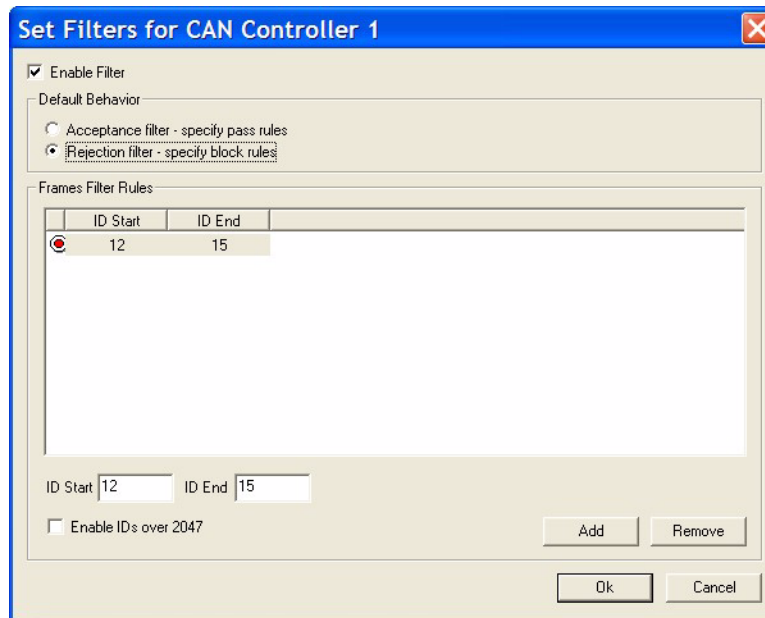 Set Filters for CAN Controller 1
Enable Filter
Default Behavior
Acceptance filter - specify pass rules
Rejection filter - specify block rules
Frames Filter Rules
ID Start ID End
12 15
ID Start 12 ID End 15
Enable IDs over 2047
Add Remove
Ok Cancel